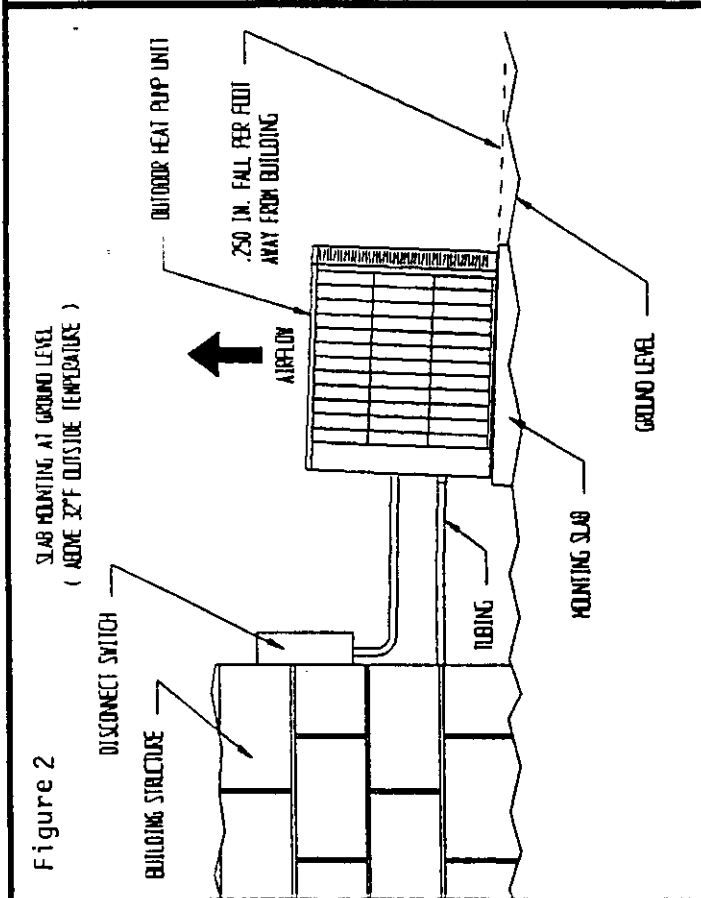 Figure 2
SLAB MOUNTING AT GROUND LEVEL
( ABOVE 32°F OUTSIDE TEMPERATURE )
BUILDING STRUCTURE
DISCONNECT SWITCH
OUTDOOR HEAT PUMP UNIT
AIRFLOW
.250 IN. FALL PER FOOT
AWAY FROM BUILDING
TUBING
MOUNTING SLAB
GROUND LEVEL